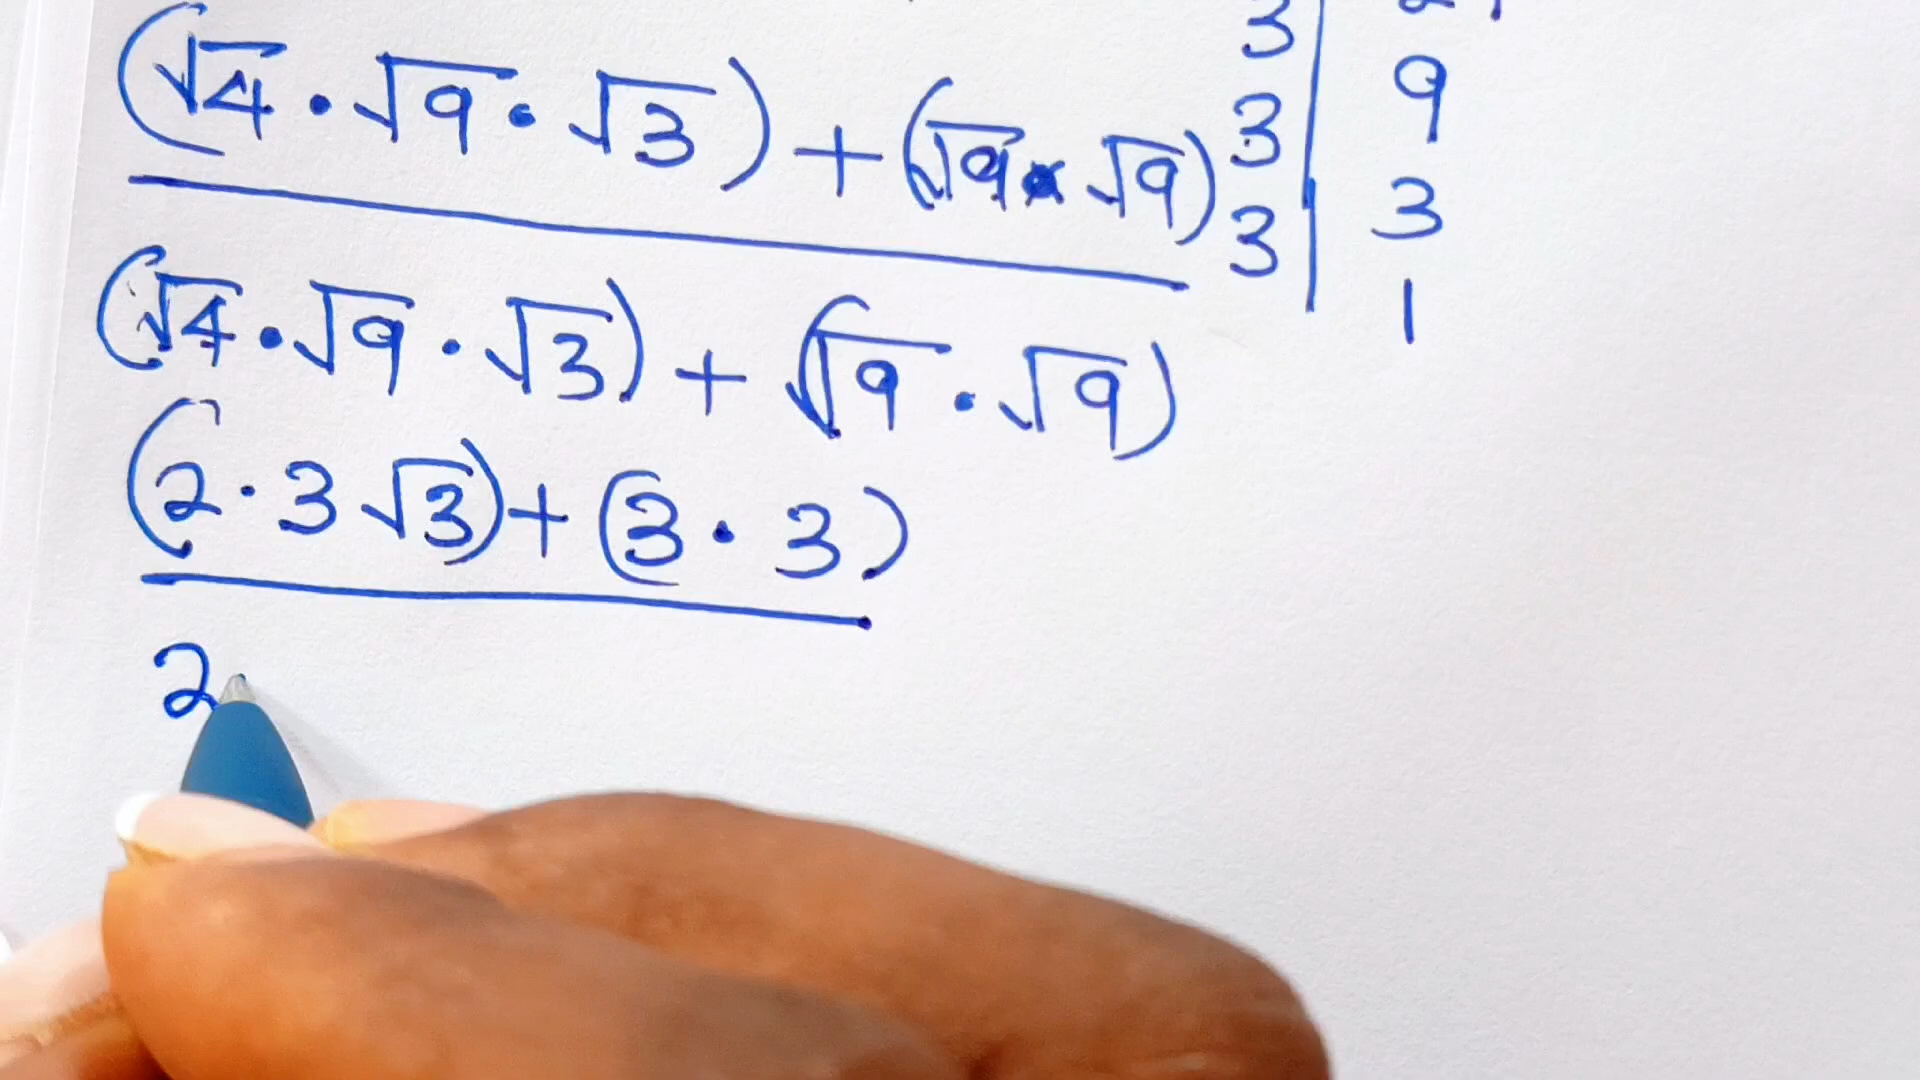 (√4 · √9 · √3) + (√9 · √9)
(√4 · √9 · √3) + (√9 · √9)
(2 · 3√3) + (3 · 3)
2
3
3 | 9
3 | 3
1